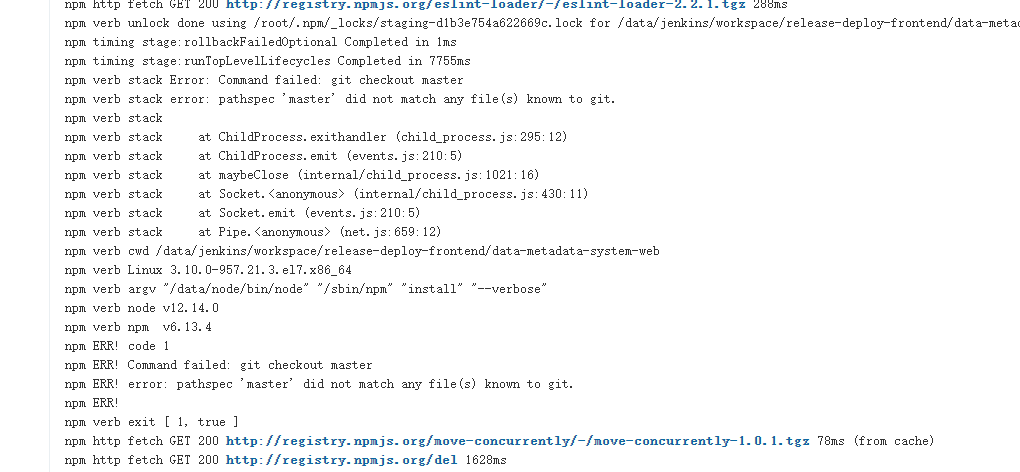 npm http fetch GET 200 http://registry.npmjs.org/eslint-loader/-/eslint-loader-2.2.1.tgz 288ms
npm verb unlock done using /root/.npm/_locks/staging-d1b3e754a622669c.lock for /data/jenkins/workspace/release-deploy-frontend/data-metad
npm timing stage:rollbackFailedOptional Completed in 1ms
npm timing stage:runTopLevelLifecycles Completed in 7755ms
npm verb stack Error: Command failed: git checkout master
npm verb stack error: pathspec 'master' did not match any file(s) known to git.
npm verb stack
npm verb stack     at ChildProcess.exithandler (child_process.js:295:12)
npm verb stack     at ChildProcess.emit (events.js:210:5)
npm verb stack     at maybeClose (internal/child_process.js:1021:16)
npm verb stack     at Socket.<anonymous> (internal/child_process.js:430:11)
npm verb stack     at Socket.emit (events.js:210:5)
npm verb stack     at Pipe.<anonymous> (net.js:659:12)
npm verb cwd /data/jenkins/workspace/release-deploy-frontend/data-metadata-system-web
npm verb Linux 3.10.0-957.21.3.el7.x86_64
npm verb argv "/data/node/bin/node" "/sbin/npm" "install" "--verbose"
npm verb node v12.14.0
npm verb npm  v6.13.4
npm ERR! code 1
npm ERR! Command failed: git checkout master
npm ERR! error: pathspec 'master' did not match any file(s) known to git.
npm ERR!
npm verb exit [ 1, true ]
npm http fetch GET 200 http://registry.npmjs.org/move-concurrently/-/move-concurrently-1.0.1.tgz 78ms (from cache)
npm http fetch GET 200 http://registry.npmjs.org/del 1628ms